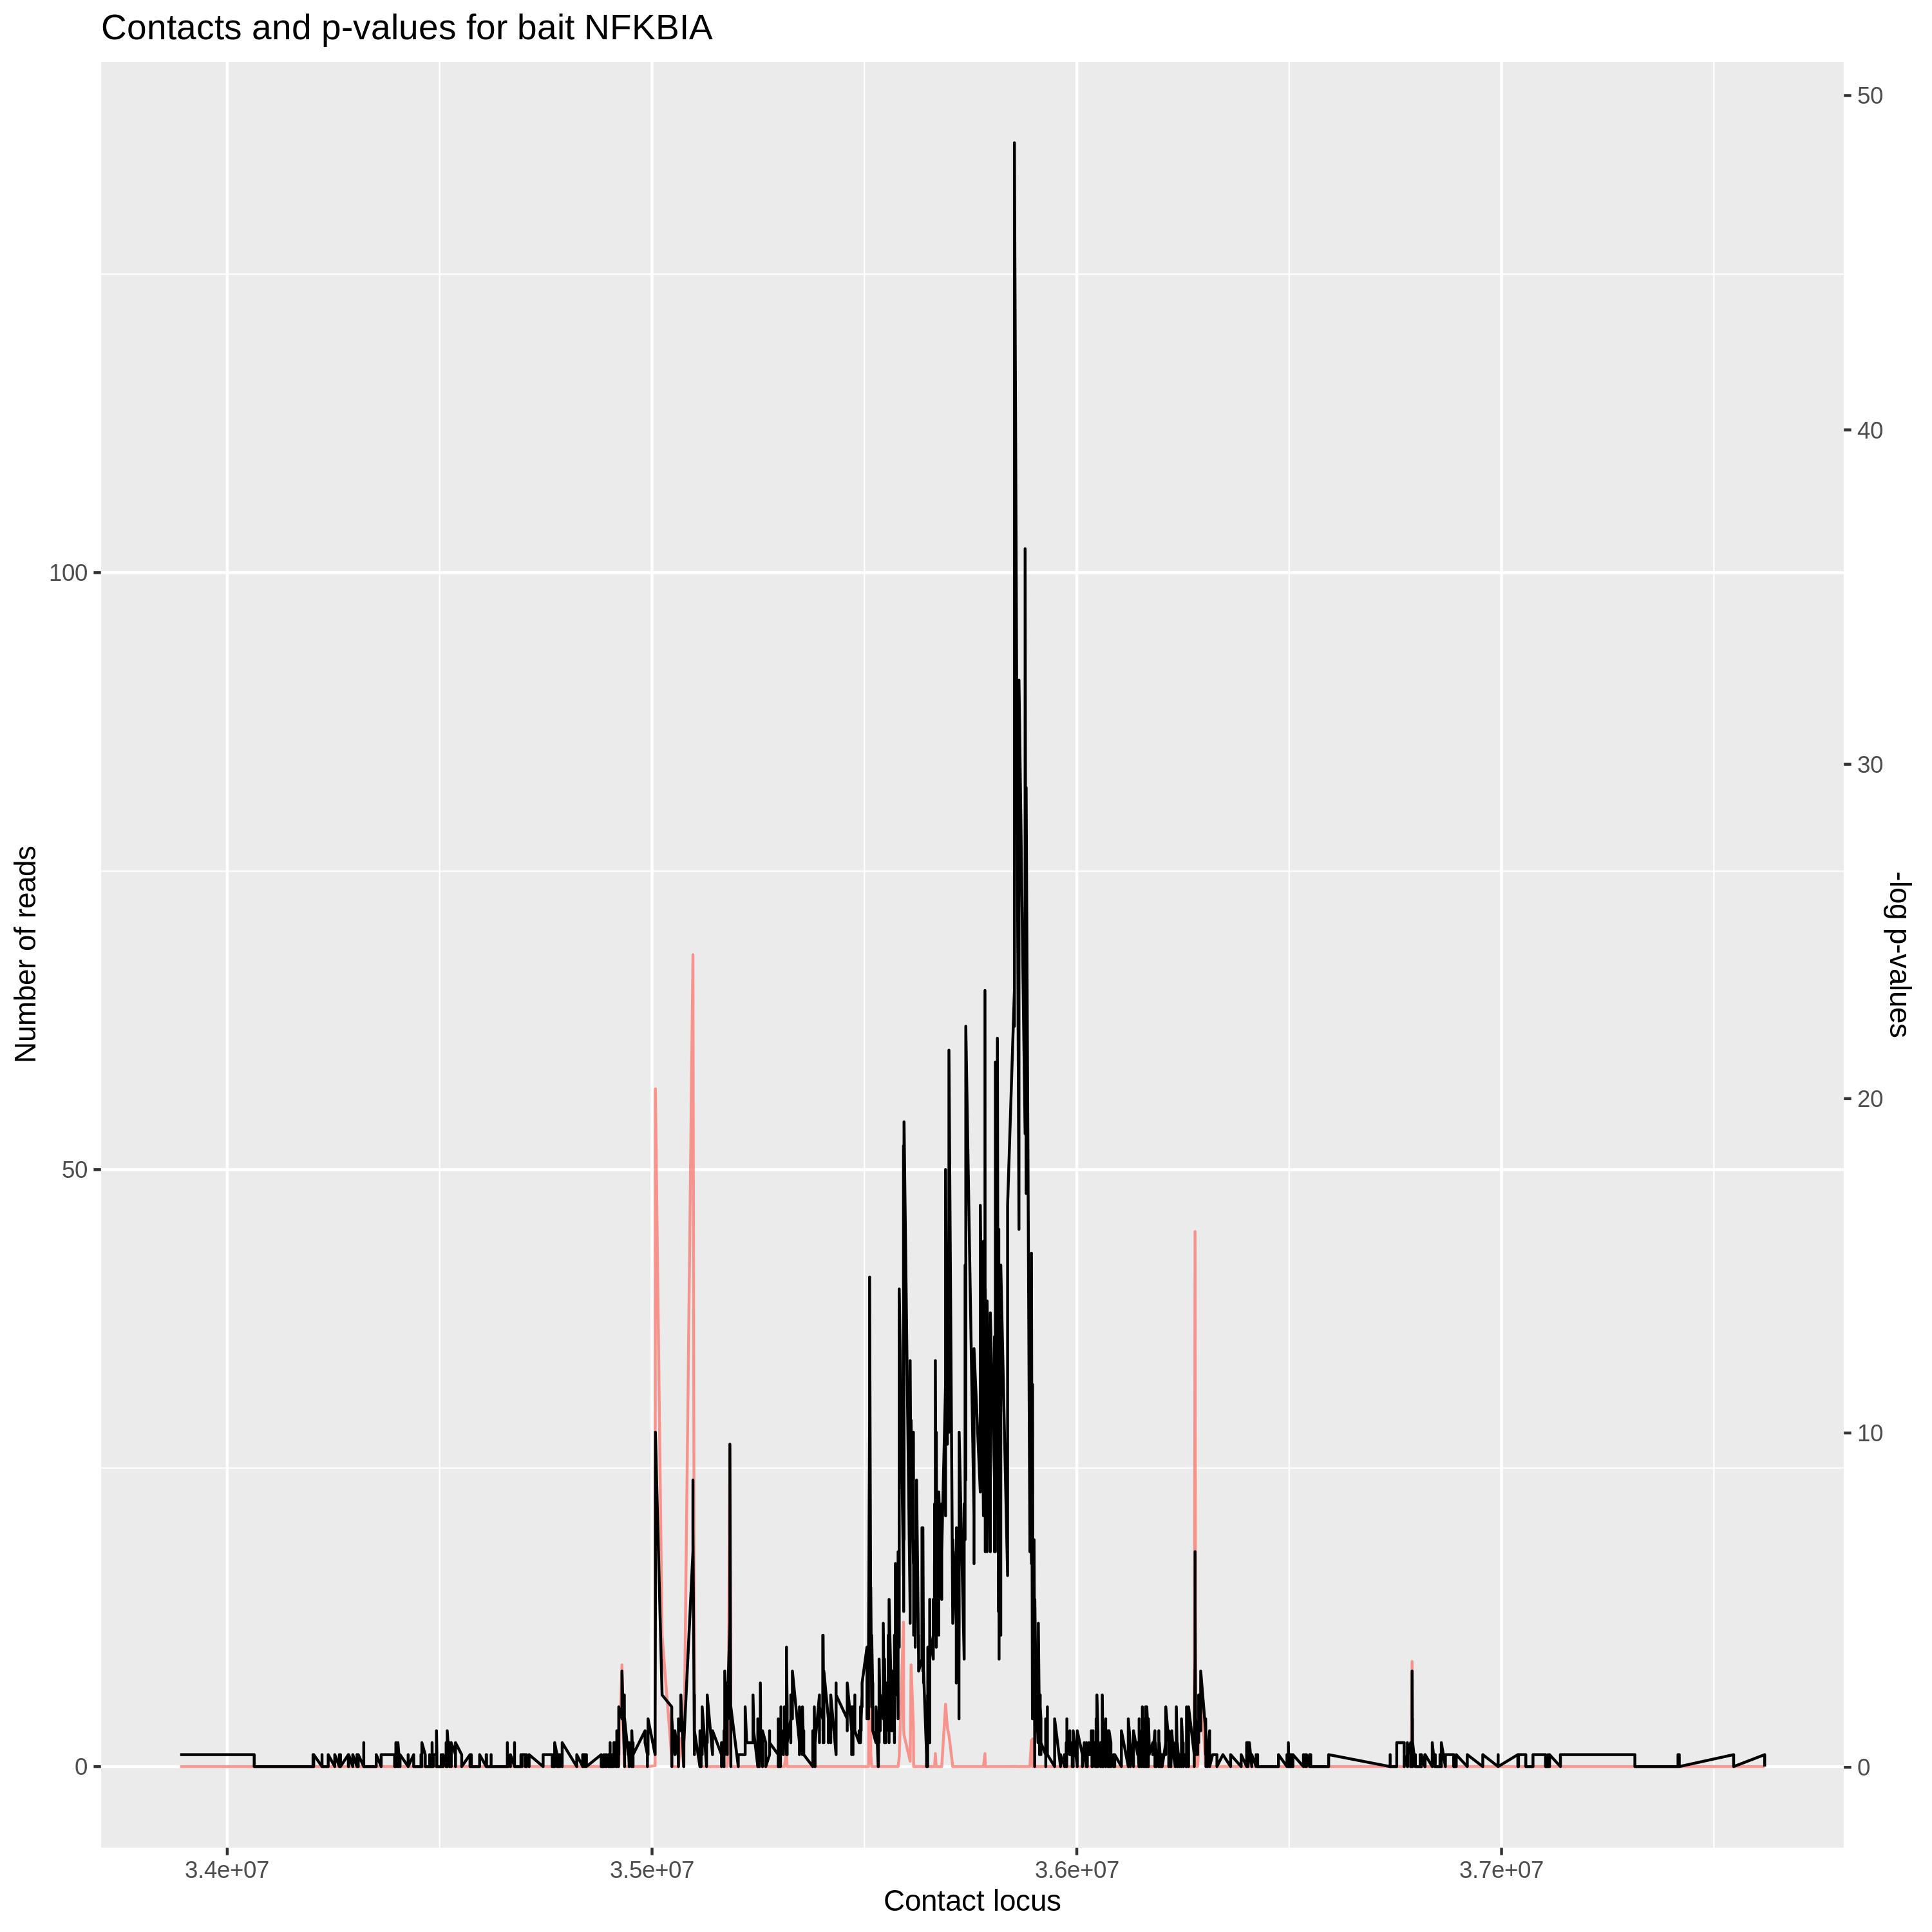 Contacts and p-values for bait NFKBIA
50
40
100
30
Number of reads
-log p-values
20
50
10
0
0
3.4e+07
3.5e+07
3.6e+07
3.7e+07
Contact locus